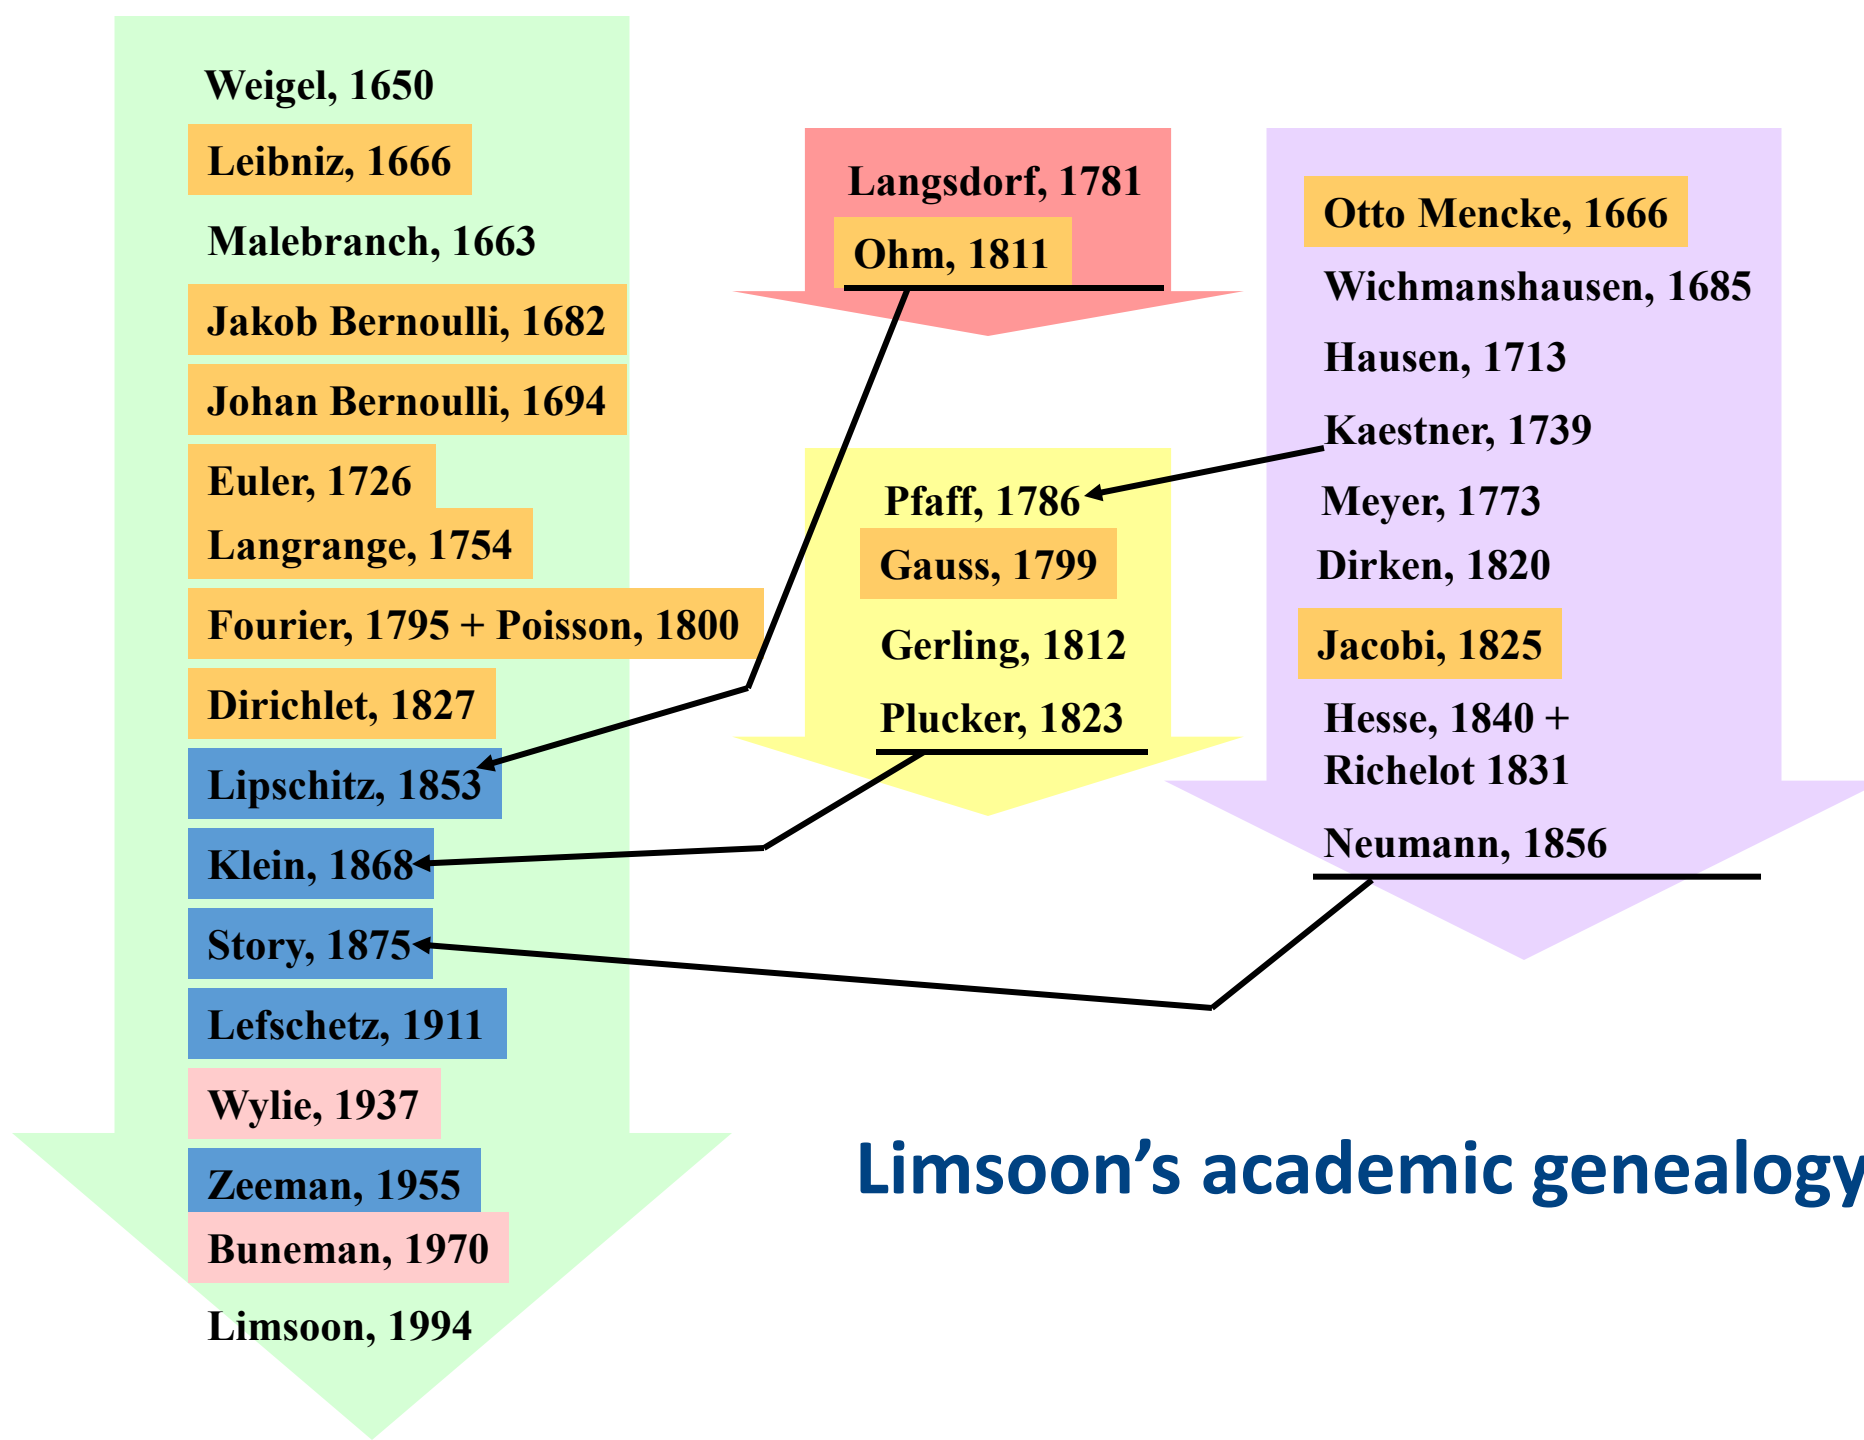 Weigel, 1650
Leibniz, 1666
Malebranch, 1663
Jakob Bernoulli, 1682
Johan Bernoulli, 1694
Euler, 1726
Langrange, 1754
Fourier, 1795 + Poisson, 1800
Dirichlet, 1827
Lipschitz, 1853
Klein, 1868
Story, 1875
Lefschetz, 1911
Wylie, 1937
Zeeman, 1955
Buneman, 1970
Limsoon, 1994
Langsdorf, 1781
Ohm, 1811
Pfaff, 1786
Gauss, 1799
Gerling, 1812
Plucker, 1823
Otto Mencke, 1666
Wichmanshausen, 1685
Hausen, 1713
Kaestner, 1739
Meyer, 1773
Dirken, 1820
Jacobi, 1825
Hesse, 1840 +
Richelot 1831
Neumann, 1856
Limsoon’s academic genealogy